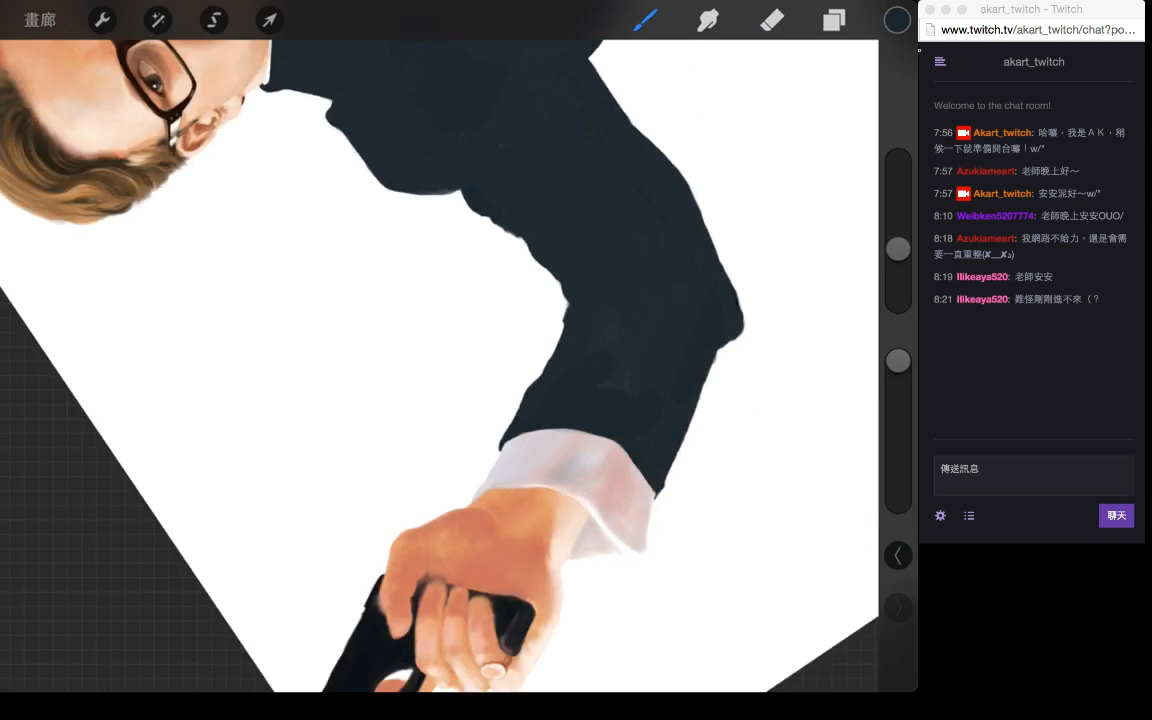 畫廊
akart_twitch - Twitch
www.twitch.tv/akart_twitch/chat?po…
akart_twitch
Welcome to the chat room!
7:56 Akart_twitch: 哈囉，我是ＡＫ，稍
候一下就準備開台囉！w/"
7:57 Azukiameart: 老師晚上好～
7:57 Akart_twitch: 安安泥好～w/"
8:10 Weibken5207774: 老師晚上安安OUO/
8:18 Azukiameart: 我網路不給力，還是會需
要一直重整(✘﹏✘ა)
8:19 Ilikeaya520: 老師安安
8:21 Ilikeaya520: 難怪剛剛進不來（？
傳送訊息
聊天